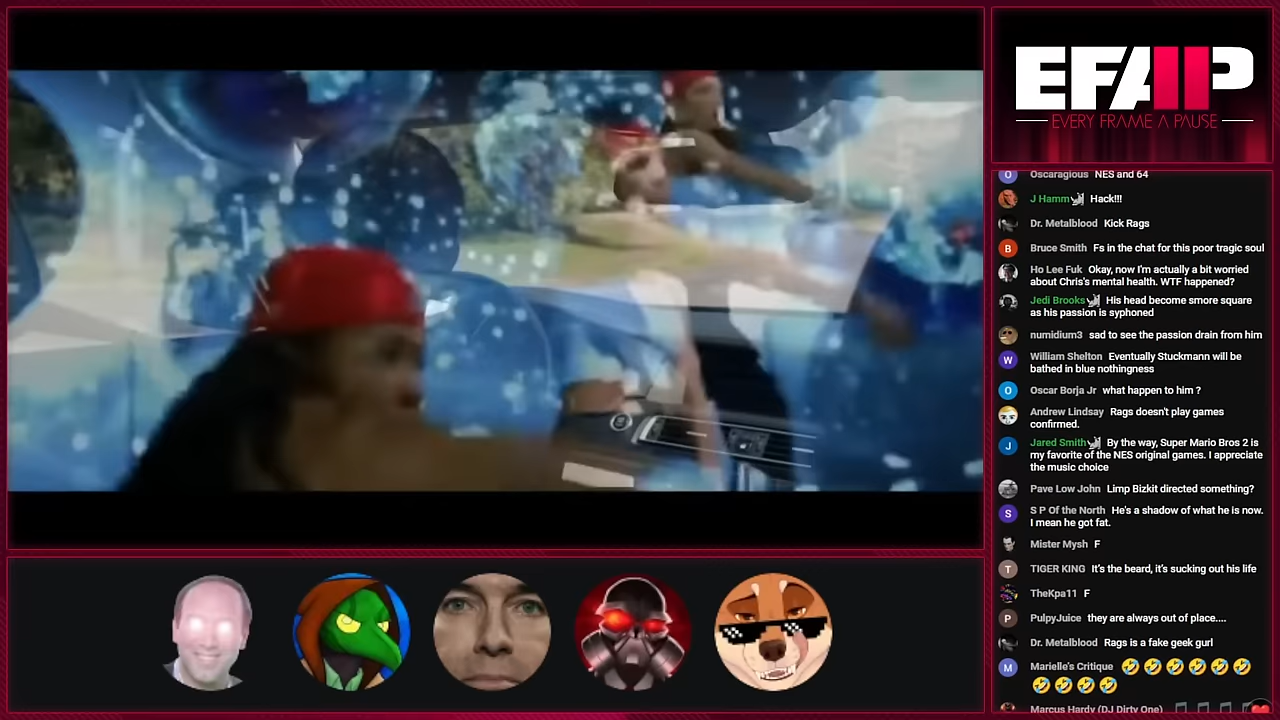 EFAP
EVERY FRAME A PAUSE
Oscaragious NES and 64
J Hamm Hack!!!
Dr. Metalblood Kick Rags
Bruce Smith Fs in the chat for this poor tragic soul
Ho Lee Fuk Okay, now I'm actually a bit worried
about Chris's mental health. WTF happened?
Jedi Brooks His head become smore square
as his passion is syphoned
numidium3 sad to see the passion drain from him
W
William Shelton Eventually Stuckmann will be
bathed in blue nothingness
O
Oscar Borja Jr what happen to him ?
Andrew Lindsay Rags doesn't play games
confirmed.
J
Jared Smith By the way, Super Mario Bros 2 is
my favorite of the NES original games. I appreciate
the music choice
Pave Low John Limp Bizkit directed something?
S
S P Of the North He's a shadow of what he is now.
I mean he got fat.
Mister Mysh F
T
TIGER KING It's the beard, it's sucking out his life
TheKpa11 F
P
PulpyJuice they are always out of place....
Dr. Metalblood Rags is a fake geek gurl
M
Marielle's Critique 🤣🤣🤣🤣🤣🤣
🤣🤣🤣🤣
Marcus Hardy (DJ Dirty One)